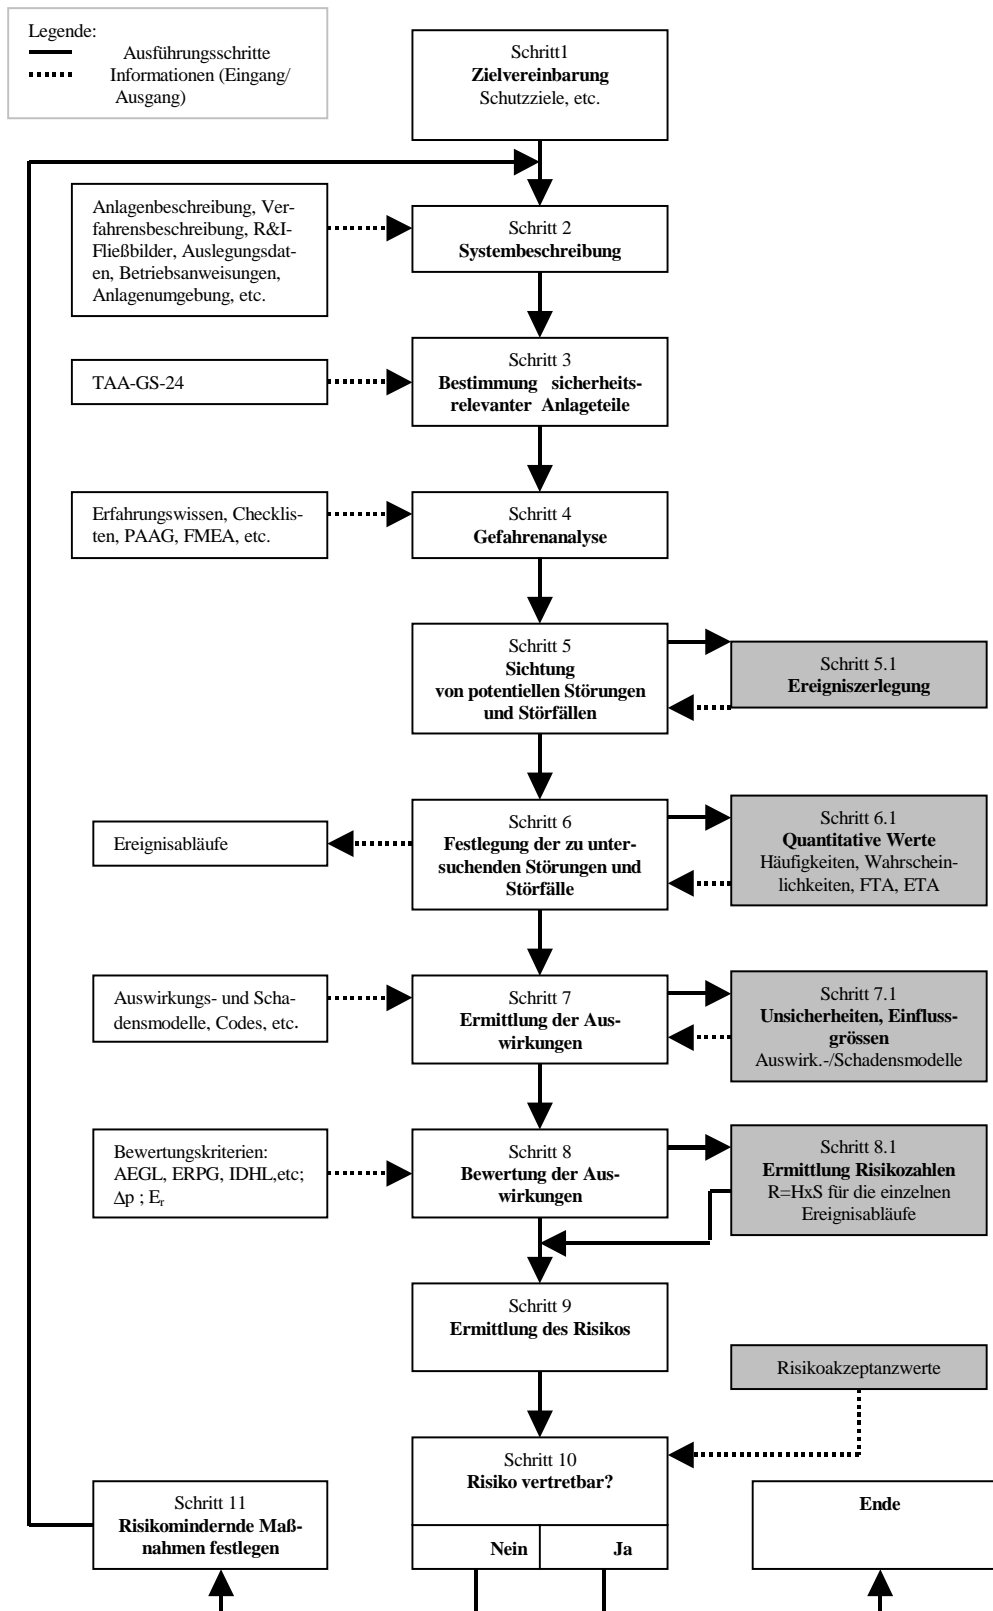 Legende:
Ausführungsschritte
Informationen (Eingang/
Ausgang)
Schritt1
Zielvereinbarung
Schutzziele, etc.
Anlagenbeschreibung, Ver-
fahrensbeschreibung, R&I-
Fließbilder, Auslegungsdat-
en, Betriebsanweisungen,
Anlagenumgebung, etc.
Schritt 2
Systembeschreibung
TAA-GS-24
Schritt 3
Bestimmung sicherheits-
relevanter Anlageteile
Erfahrungswissen, Checklis-
ten, PAAG, FMEA, etc.
Schritt 4
Gefahrenanalyse
Schritt 5
Sichtung
von potentiellen Störungen
und Störfällen
Schritt 5.1
Ereigniszerlegung
Ereignisabläufe
Schritt 6
Festlegung der zu unter-
suchenden Störungen und
Störfälle
Schritt 6.1
Quantitative Werte
Häufigkeiten, Wahrschein-
lichkeiten, FTA, ETA
Auswirkungs- und Scha-
densmodelle, Codes, etc.
Schritt 7
Ermittlung der Aus-
wirkungen
Schritt 7.1
Unsicherheiten, Einfluss-
grössen
Auswirk.-/Schadensmodelle
Bewertungskriterien:
AEGL, ERPG, IDHL,etc;
Δp ; Er
Schritt 8
Bewertung der Aus-
wirkungen
Schritt 8.1
Ermittlung Risikozahlen
R=HxS für die einzelnen
Ereignisabläufe
Schritt 9
Ermittlung des Risikos
Risikoakzeptanzwerte
Schritt 10
Risiko vertretbar?
Nein Ja
Schritt 11
Risikomindernde Maß-
nahmen festlegen
Ende